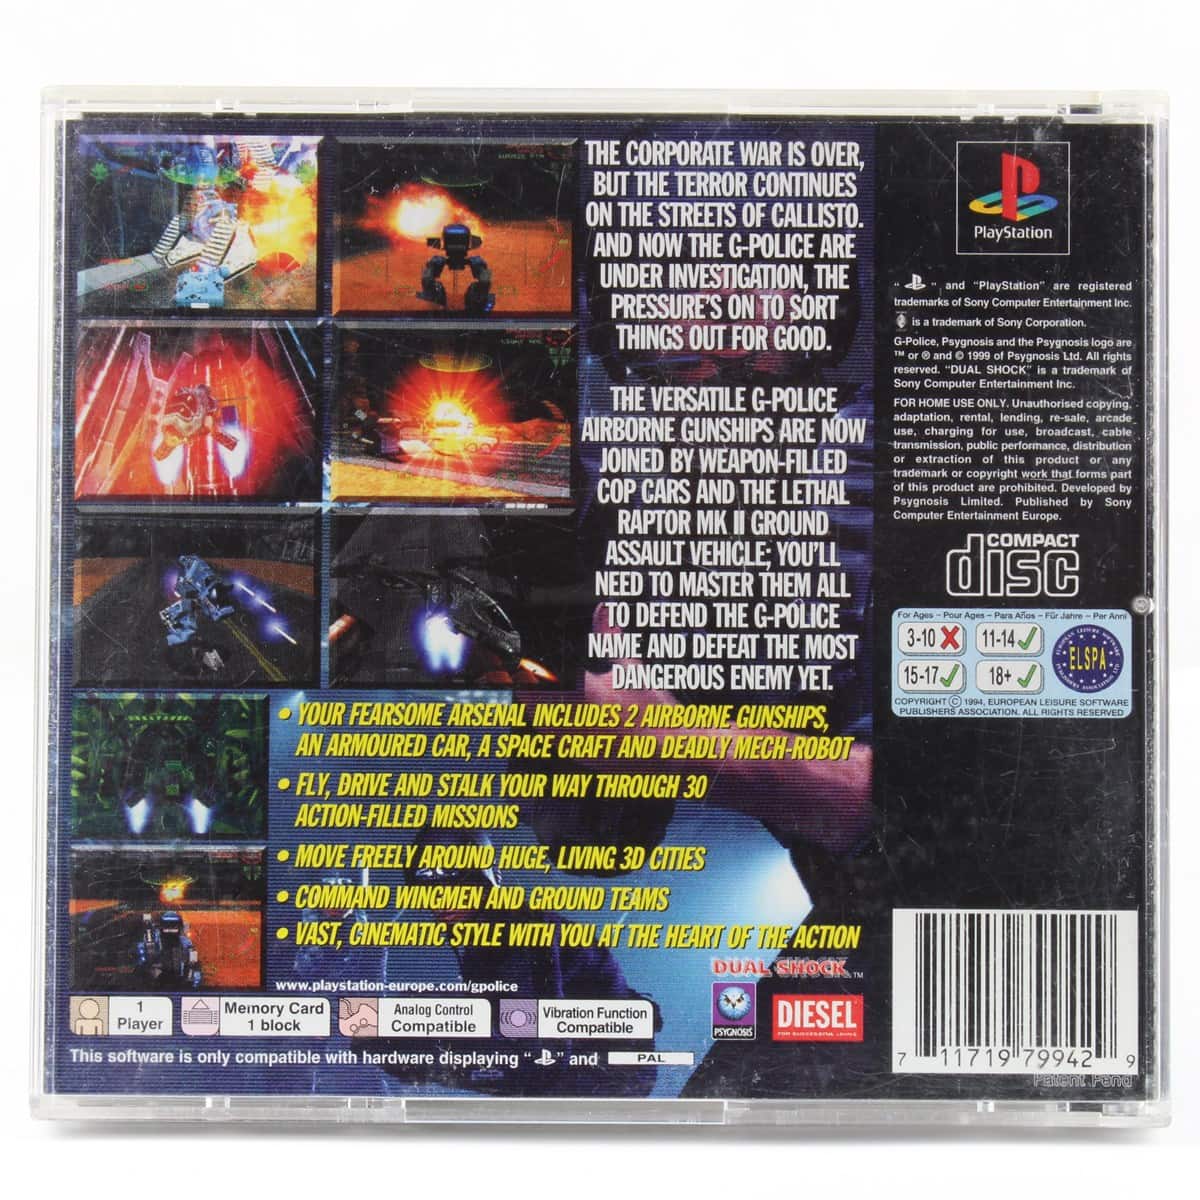 THE CORPORATE WAR IS OVER,
BUT THE TERROR CONTINUES
ON THE STREETS OF CALLISTO.
AND NOW THE G-POLICE ARE
UNDER INVESTIGATION, THE
PRESSURE'S ON TO SORT
THINGS OUT FOR GOOD.
THE VERSATILE G-POLICE
AIRBORNE GUNSHIPS ARE NOW
JOINED BY WEAPON-FILLED
COP CARS AND THE LETHAL
RAPTOR MK II GROUND
ASSAULT VEHICLE; YOU'LL
NEED TO MASTER THEM ALL
TO DEFEND THE G-POLICE
NAME AND DEFEAT THE MOST
DANGEROUS ENEMY YET.
• YOUR FEARSOME ARSENAL INCLUDES 2 AIRBORNE GUNSHIPS,
AN ARMOURED CAR, A SPACE CRAFT AND DEADLY MECH-ROBOT
• FLY, DRIVE AND STALK YOUR WAY THROUGH 30
ACTION-FILLED MISSIONS
• MOVE FREELY AROUND HUGE, LIVING 3D CITIES
• COMMAND WINGMEN AND GROUND TEAMS
• VAST, CINEMATIC STYLE WITH YOU AT THE HEART OF THE ACTION
www.playstation-europe.com/gpolice
DUAL SHOCK™
PSYGNOSIS
DIESEL
FOR SUCCESSFUL LIVING
1
Player
Memory Card
1 block
Analog Control
Compatible
Vibration Function
Compatible
This software is only compatible with hardware displaying " " and PAL
PlayStation
" " and "PlayStation" are registered
trademarks of Sony Computer Entertainment Inc.
is a trademark of Sony Corporation.
G-Police, Psygnosis and the Psygnosis logo are
™ or ® and © 1999 of Psygnosis Ltd. All rights
reserved. "DUAL SHOCK" is a trademark of
Sony Computer Entertainment Inc.
FOR HOME USE ONLY. Unauthorised copying,
adaptation, rental, lending, re-sale, arcade
use, charging for use, broadcast, cable
transmission, public performance, distribution
or extraction of this product or any
trademark or copyright work that forms part
of this product are prohibited. Developed by
Psygnosis Limited. Published by Sony
Computer Entertainment Europe.
COMPACT
disc
For Ages – Pour Ages – Para Años – Für Jahre – Per Anni
3-10 11-14
15-17 18+
EUROPEAN LEISURE SOFTWARE PUBLISHERS ASSOCIATION LTD
ELSPA
COPYRIGHT © 1994, EUROPEAN LEISURE SOFTWARE
PUBLISHERS ASSOCIATION. ALL RIGHTS RESERVED
7 11719 79942 9
Patent Pend